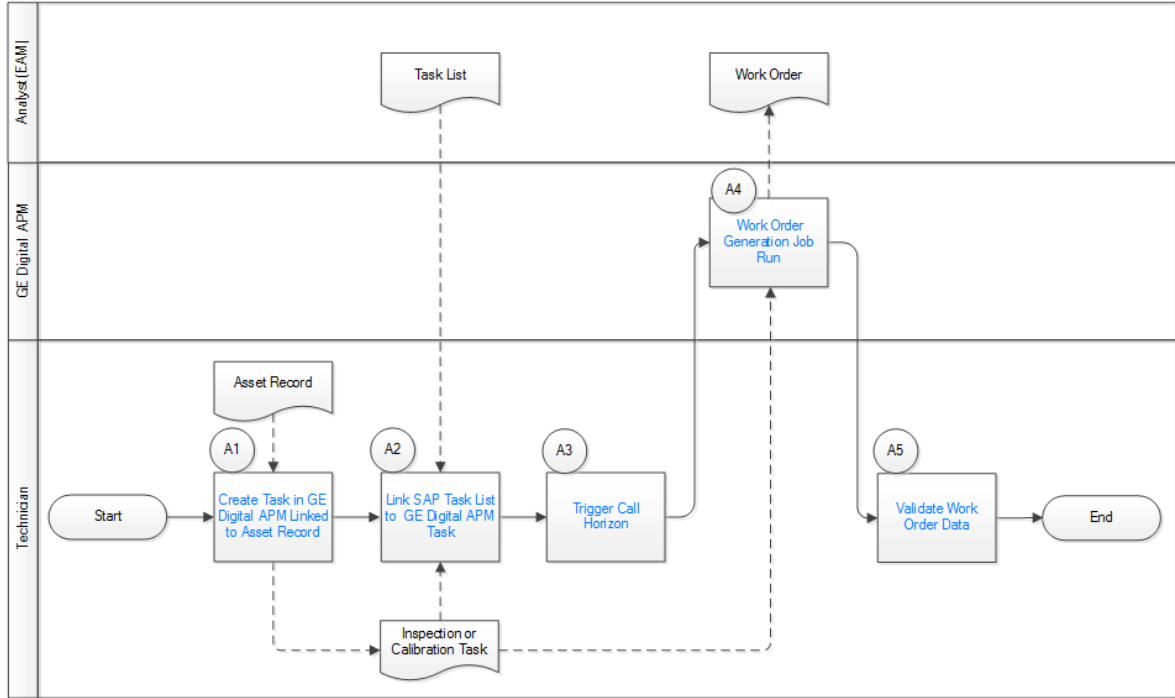 Analyst (EAM)
Task List
Work Order
GE Digital APM
A4
Work Order
Generation Job
Run
Technician
Asset Record
A1
Create Task in GE
Digital APM Linked
to Asset Record
A2
Link SAP Task List
to GE Digital APM
Task
A3
Trigger Call
Horizon
A5
Validate Work
Order Data
Start
End
Inspection or
Calibration Task